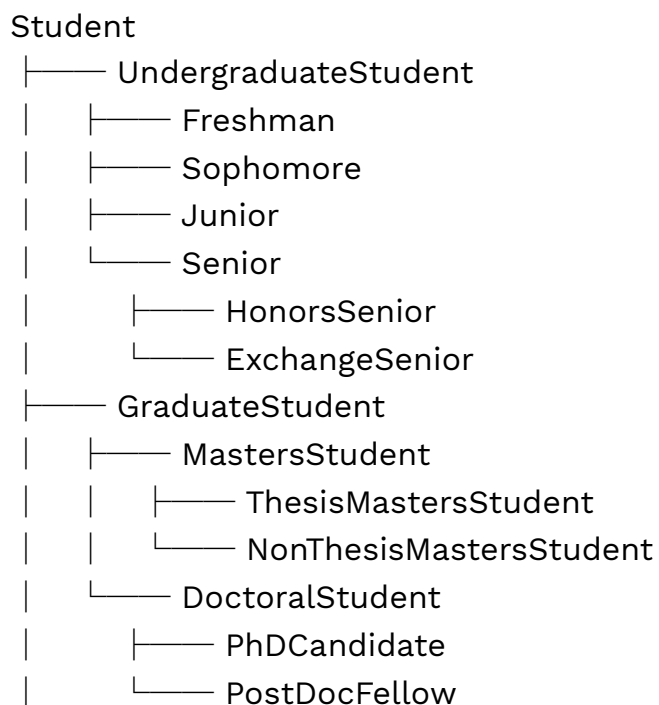 Student
├── UndergraduateStudent
│ ├── Freshman
│ ├── Sophomore
│ ├── Junior
│ └── Senior
│ ├── HonorsSenior
│ └── ExchangeSenior
├── GraduateStudent
│ ├── MastersStudent
│ │ ├── ThesisMastersStudent
│ │ └── NonThesisMastersStudent
│ └── DoctoralStudent
│ ├── PhDCandidate
│ └── PostDocFellow